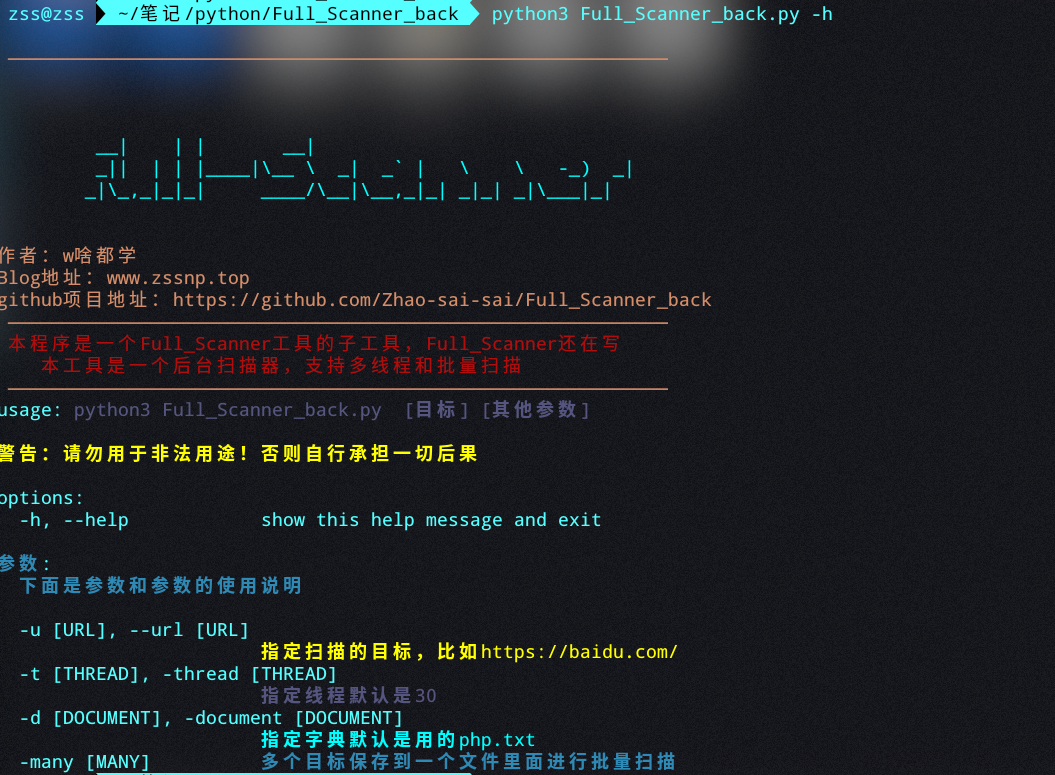 zss@zss ~/笔记/python/Full_Scanner_back python3 Full_Scanner_back.py -h
__|    | |       __|
_||  | | |____|\__ \  _|  _` |   \   \   -_)  _|
_|\_,_|_|_|     ____/\__|\__,_|_| _|_| _|\___|_|
作者：w啥都学
Blog地址：www.zssnp.top
github项目地址：https://github.com/Zhao-sai-sai/Full_Scanner_back
本程序是一个Full_Scanner工具的子工具，Full_Scanner还在写
本工具是一个后台扫描器，支持多线程和批量扫描
usage: python3 Full_Scanner_back.py  [目标] [其他参数]
警告：请勿用于非法用途！否则自行承担一切后果
options:
-h, --help            show this help message and exit
参数:
下面是参数和参数的使用说明
-u [URL], --url [URL]
指定扫描的目标，比如https://baidu.com/
-t [THREAD], -thread [THREAD]
指定线程默认是30
-d [DOCUMENT], -document [DOCUMENT]
指定字典默认是用的php.txt
-many [MANY]          多个目标保存到一个文件里面进行批量扫描